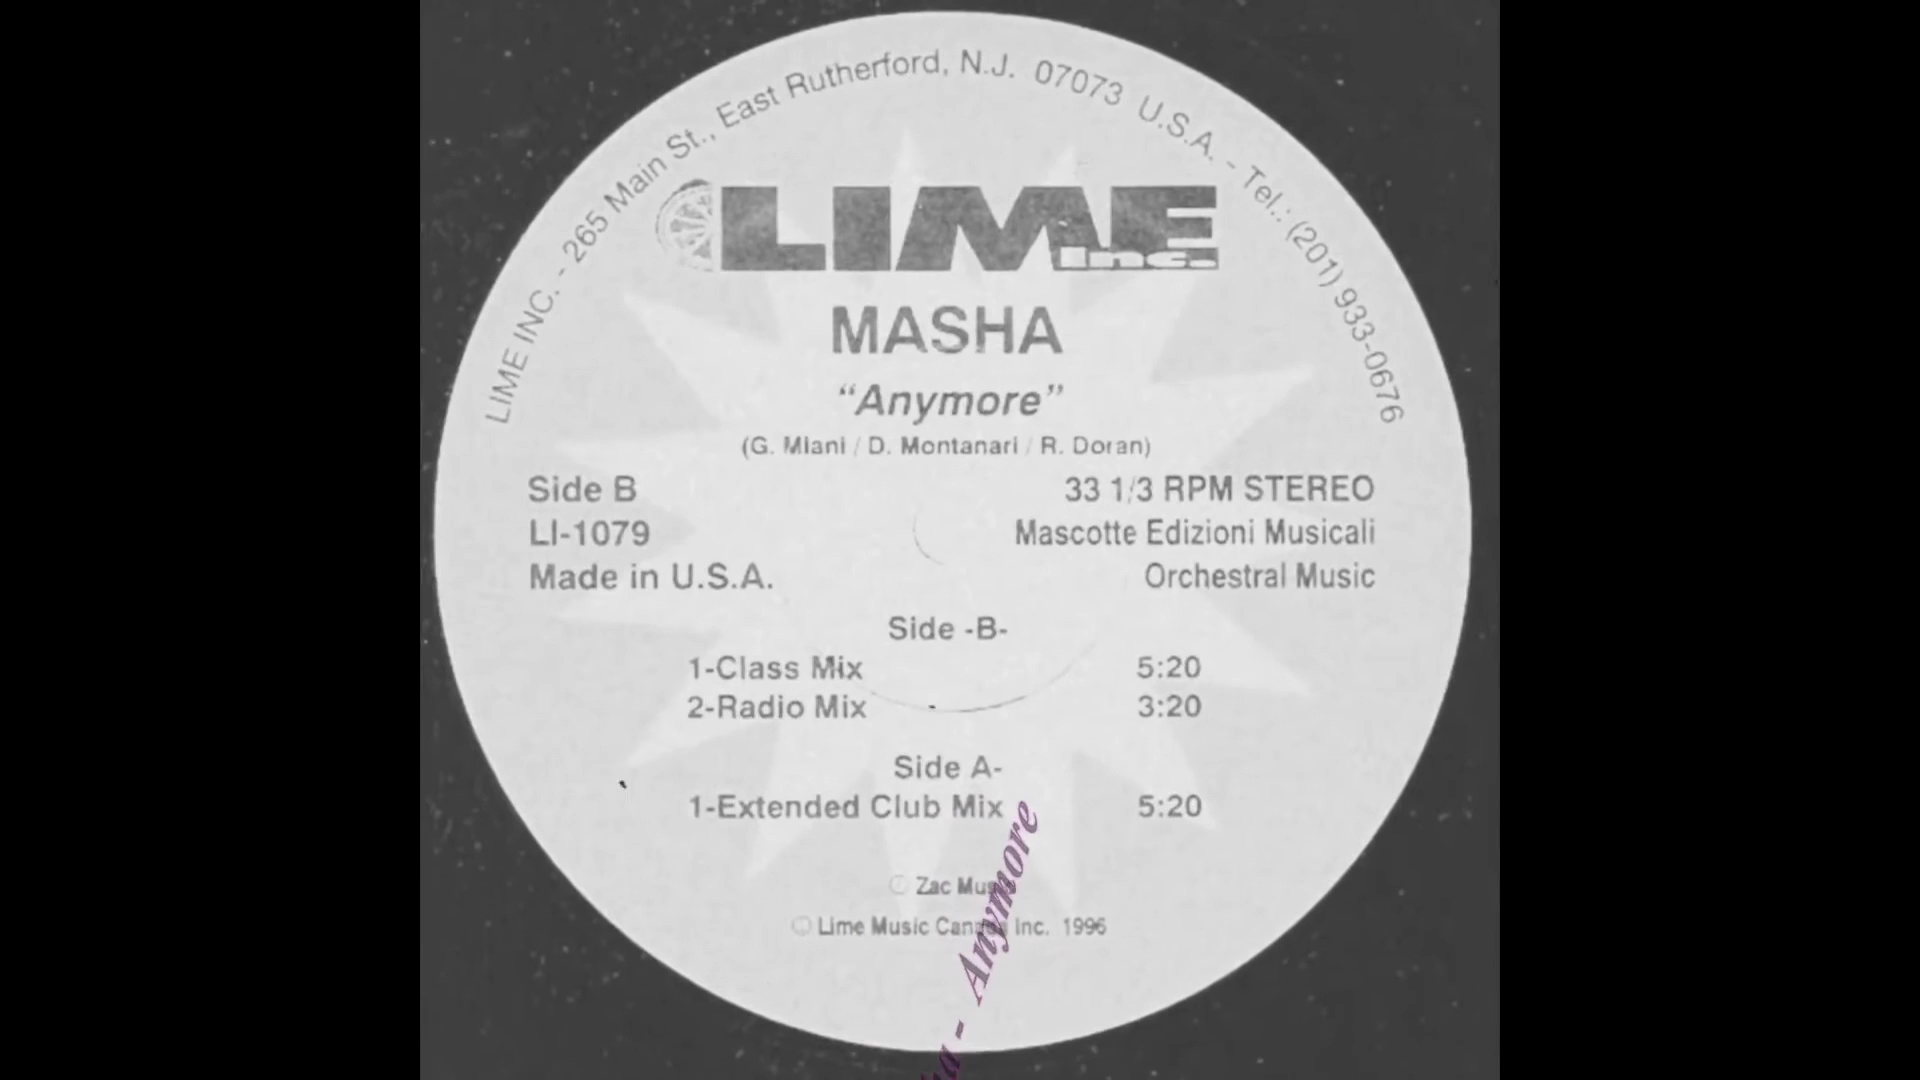 LIME INC. - 265 Main St., East Rutherford, N.J. 07073 U.S.A. - Tel.: (201) 933-0676
LIME Inc.
MASHA
“Anymore”
(G. Miani / D. Montanari / R. Doran)
Side B
LI-1079
Made in U.S.A.
33 1/3 RPM STEREO
Mascotte Edizioni Musicali
Orchestral Music
Side -B-
1-Class Mix 5:20
2-Radio Mix 3:20
Side A-
1-Extended Club Mix 5:20
Ⓟ Zac Music
Ⓒ Lime Music Canada Inc. 1996
- Anymore